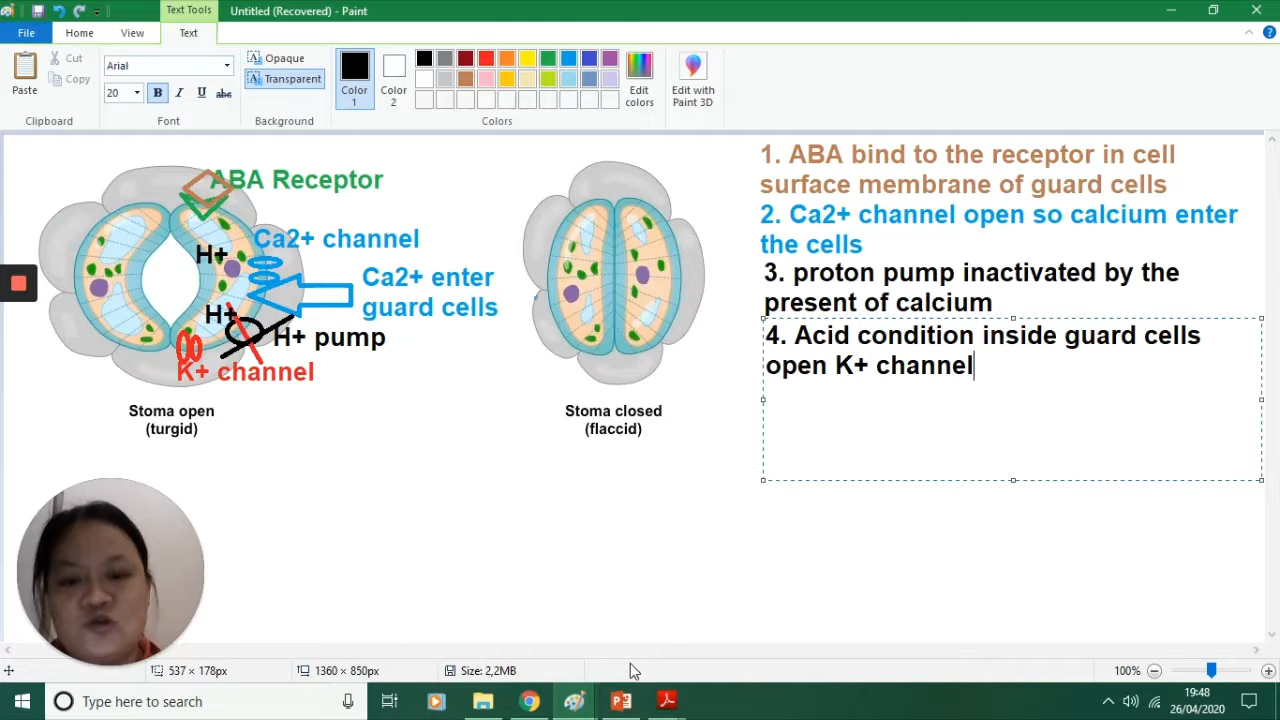 Text Tools
Untitled (Recovered) - Paint
File
Home
View
Text
Paste
Cut
Copy
Arial
20
B
I
U
abc
A Opaque
A Transparent
Color 1
Color 2
Edit colors
Edit with Paint 3D
Clipboard
Font
Background
Colors
ABA Receptor
Ca2+ channel
H+
Ca2+ enter
guard cells
H+
H+ pump
K+ channel
Stoma open
(turgid)
Stoma closed
(flaccid)
1. ABA bind to the receptor in cell
surface membrane of guard cells
2. Ca2+ channel open so calcium enter
the cells
3. proton pump inactivated by the
present of calcium
4. Acid condition inside guard cells
open K+ channel
537 × 178px
1360 × 850px
Size: 2,2MB
100%
Type here to search
19:48
26/04/2020